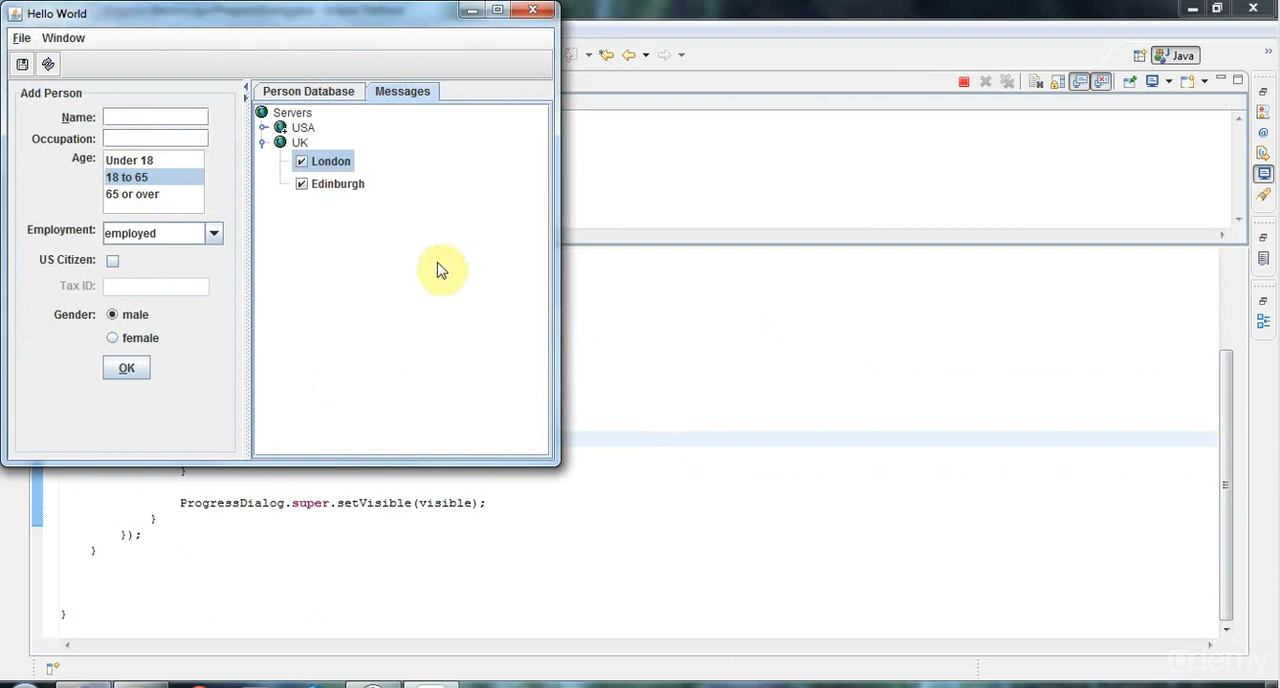 Hello World
File Window
Java
Add Person
Name:
Occupation:
Age:
Under 18
18 to 65
65 or over
Employment:
employed
US Citizen:
Tax ID:
Gender:
male
female
OK
Person Database
Messages
Servers
USA
UK
London
Edinburgh
}
ProgressDialog.super.setVisible(visible);
}
});
}
}
udemy